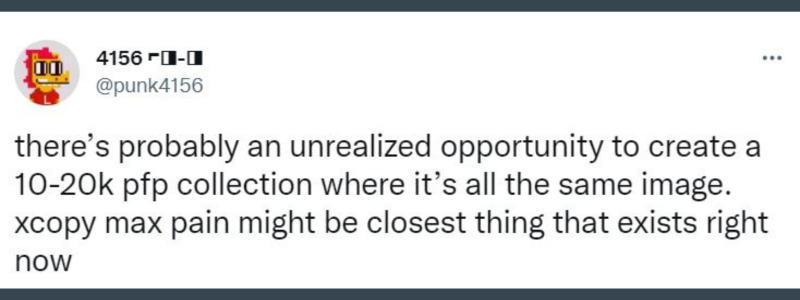 4156 ⌐◨-◨
@punk4156
there's probably an unrealized opportunity to create a
10-20k pfp collection where it's all the same image.
xcopy max pain might be closest thing that exists right
now